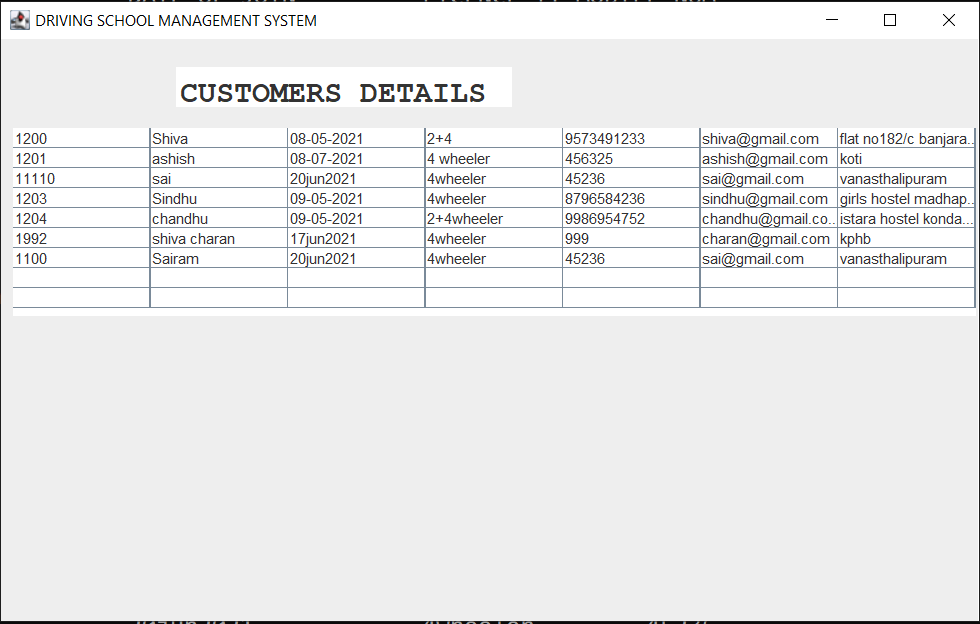 DRIVING SCHOOL MANAGEMENT SYSTEM
CUSTOMERS DETAILS
1200 Shiva 08-05-2021 2+4 9573491233 shiva@gmail.com flat no182/c banjara..
1201 ashish 08-07-2021 4 wheeler 456325 ashish@gmail.com koti
11110 sai 20jun2021 4wheeler 45236 sai@gmail.com vanasthalipuram
1203 Sindhu 09-05-2021 4wheeler 8796584236 sindhu@gmail.com girls hostel madhap..
1204 chandhu 09-05-2021 2+4wheeler 9986954752 chandhu@gmail.co.. istara hostel konda...
1992 shiva charan 17jun2021 4wheeler 999 charan@gmail.com kphb
1100 Sairam 20jun2021 4wheeler 45236 sai@gmail.com vanasthalipuram